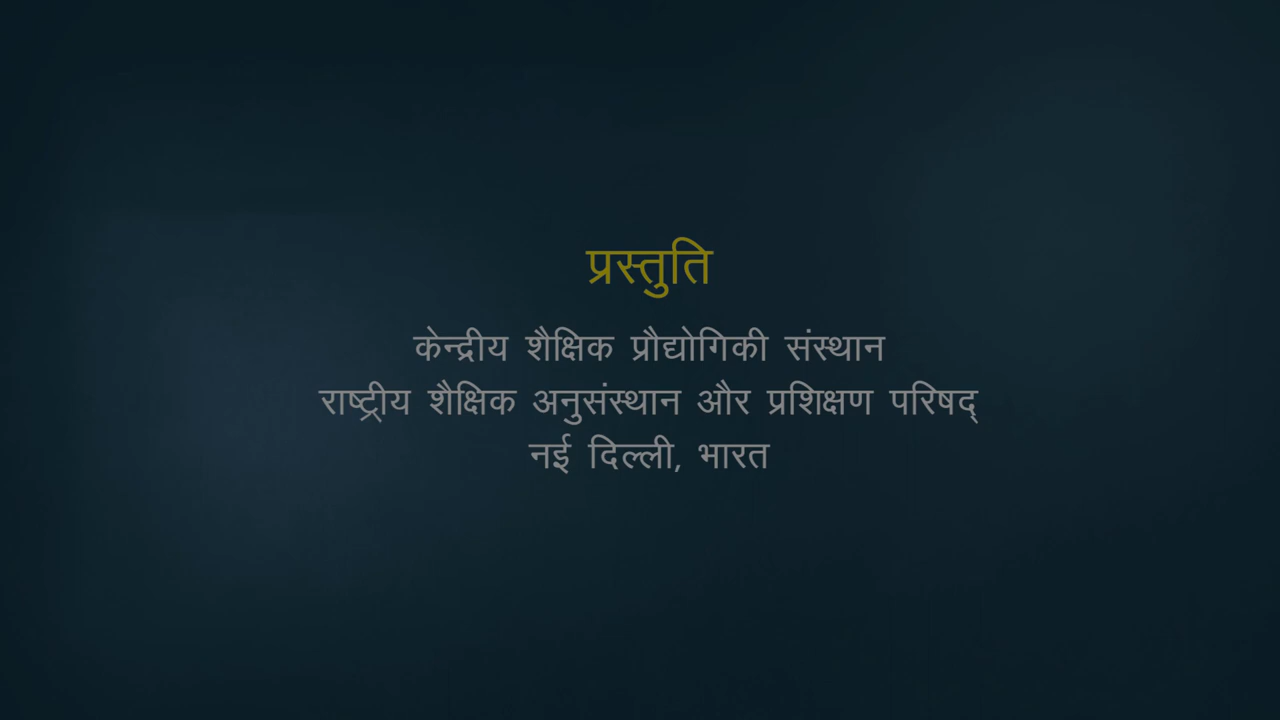 प्रस्तुति
केन्द्रीय शैक्षिक प्रौद्योगिकी संस्थान
राष्ट्रीय शैक्षिक अनुसंस्थान और प्रशिक्षण परिषद्
नई दिल्ली, भारत